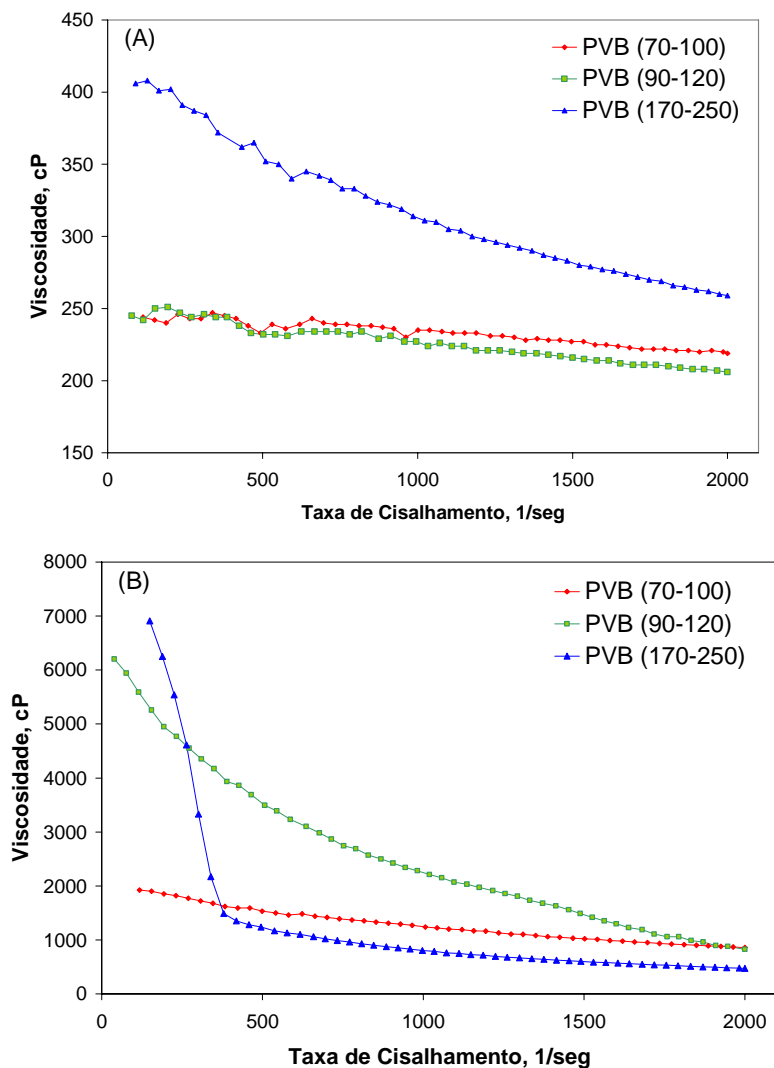 (A)
PVB (70-100)
PVB (90-120)
PVB (170-250)
Viscosidade, cP
450
400
350
300
250
200
150
0
500
1000
1500
2000
Taxa de Cisalhamento, 1/seg
(B)
PVB (70-100)
PVB (90-120)
PVB (170-250)
Viscosidade, cP
8000
7000
6000
5000
4000
3000
2000
1000
0
0
500
1000
1500
2000
Taxa de Cisalhamento, 1/seg